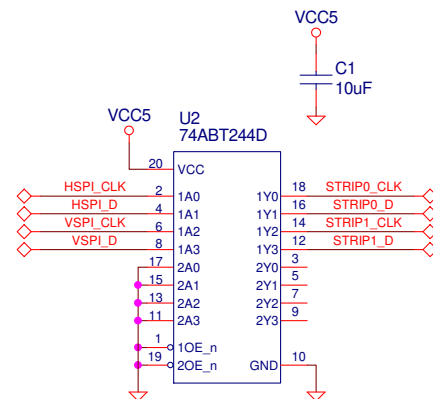 VCC5
C1
10uF
VCC5
U2
74ABT244D
20 VCC
HSPI_CLK 2 1A0 1Y0 18 STRIP0_CLK
HSPI_D 4 1A1 1Y1 16 STRIP0_D
VSPI_CLK 6 1A2 1Y2 14 STRIP1_CLK
VSPI_D 8 1A3 1Y3 12 STRIP1_D
17 2A0 2Y0 3
15 2A1 2Y1 5
13 2A2 2Y2 7
11 2A3 2Y3 9
1 1OE_n
19 2OE_n GND 10